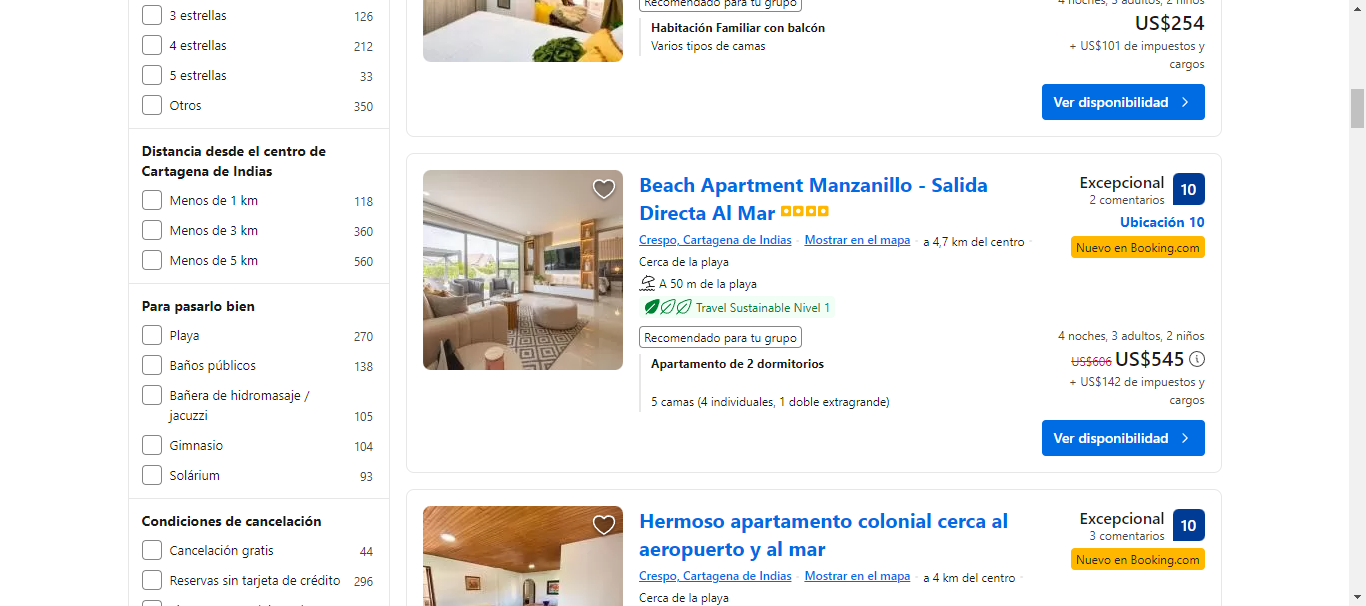 3 estrellas 126
4 estrellas 212
5 estrellas 33
Otros 350
Distancia desde el centro de
Cartagena de Indias
Menos de 1 km 118
Menos de 3 km 360
Menos de 5 km 560
Para pasarlo bien
Playa 270
Baños públicos 138
Bañera de hidromasaje /
jacuzzi 105
Gimnasio 104
Solárium 93
Condiciones de cancelación
Cancelación gratis 44
Reservas sin tarjeta de crédito 296
Recomendado para tu grupo
Habitación Familiar con balcón
Varios tipos de camas
4 noches, 3 adultos, 2 niños
US$254
+ US$101 de impuestos y
cargos
Ver disponibilidad
Beach Apartment Manzanillo - Salida
Directa Al Mar
Crespo, Cartagena de Indias · Mostrar en el mapa · a 4,7 km del centro ·
Cerca de la playa
A 50 m de la playa
Travel Sustainable Nivel 1
Recomendado para tu grupo
Apartamento de 2 dormitorios
5 camas (4 individuales, 1 doble extragrande)
Excepcional 10
2 comentarios
Ubicación 10
Nuevo en Booking.com
4 noches, 3 adultos, 2 niños
US$606 US$545
+ US$142 de impuestos y
cargos
Ver disponibilidad
Hermoso apartamento colonial cerca al
aeropuerto y al mar
Crespo, Cartagena de Indias · Mostrar en el mapa · a 4 km del centro ·
Cerca de la playa
Excepcional 10
3 comentarios
Nuevo en Booking.com